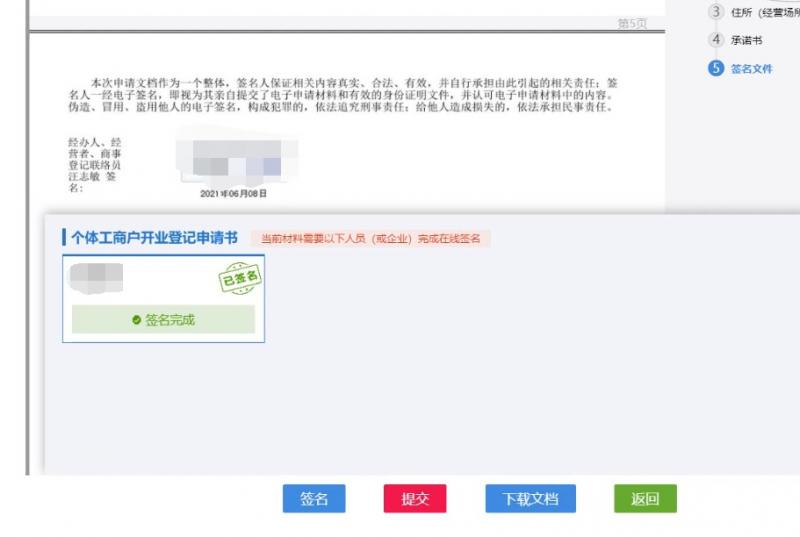 第5页
本次申请文档作为一个整体，签名人保证相关内容真实、合法、有效，并自行承担由此引起的相关责任；签
名人一经电子签名，即视为其亲自提交了电子申请材料和有效的身份证明文件，并认可电子申请材料中的内容。
伪造、冒用、盗用他人的电子签名，构成犯罪的，依法追究刑事责任；给他人造成损失的，依法承担民事责任。
经办人、经
营者、商事
登记联络员
汪志敏 签
名：
2021年06月08日
3 住所（经营场所
4 承诺书
5 签名文件
个体工商户开业登记申请书 当前材料需要以下人员（或企业）完成在线签名
已签名
签名完成
签名 提交 下载文档 返回